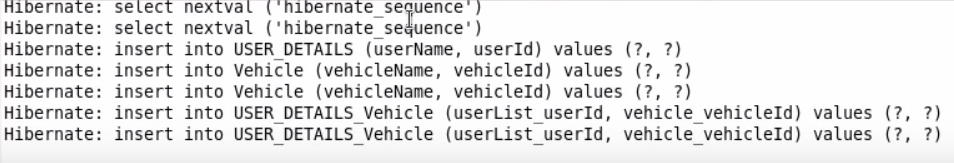 Hibernate: select nextval ('hibernate_sequence')
Hibernate: select nextval ('hibernate_sequence')
Hibernate: insert into USER_DETAILS (userName, userId) values (?, ?)
Hibernate: insert into Vehicle (vehicleName, vehicleId) values (?, ?)
Hibernate: insert into Vehicle (vehicleName, vehicleId) values (?, ?)
Hibernate: insert into USER_DETAILS_Vehicle (userList_userId, vehicle_vehicleId) values (?, ?)
Hibernate: insert into USER_DETAILS_Vehicle (userList_userId, vehicle_vehicleId) values (?, ?)